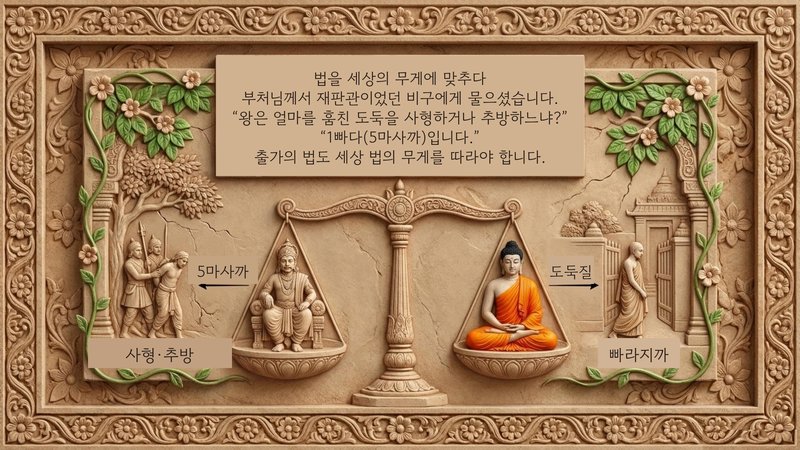 법을 세상의 무게에 맞추다
부처님께서 재판관이었던 비구에게 물으셨습니다.
“왕은 얼마를 훔친 도둑을 사형하거나 추방하느냐?”
“1빠다(5마사까)입니다.”
출가의 법도 세상 법의 무게를 따라야 합니다.
5마사까
도둑질
사형·추방
빠라지까